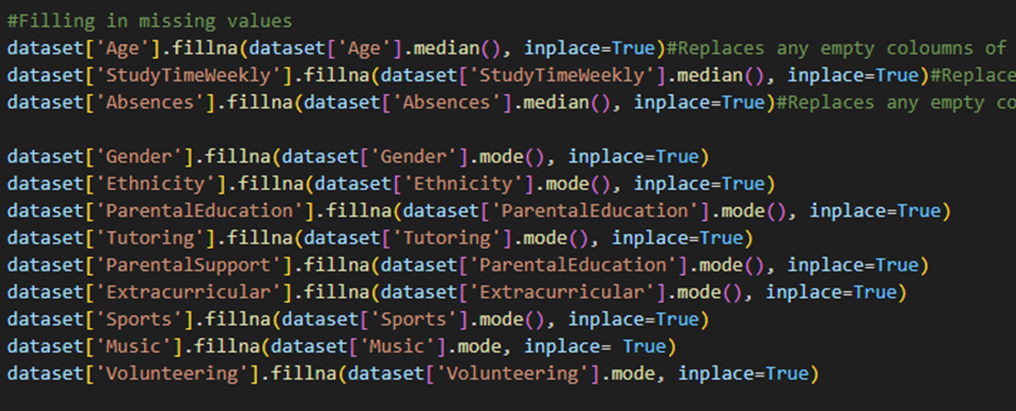 #Filling in missing values
dataset['Age'].fillna(dataset['Age'].median(), inplace=True)#Replaces any empty coloumns of
dataset['StudyTimeWeekly'].fillna(dataset['StudyTimeWeekly'].median(), inplace=True)#Replace
dataset['Absences'].fillna(dataset['Absences'].median(), inplace=True)#Replaces any empty co
dataset['Gender'].fillna(dataset['Gender'].mode(), inplace=True)
dataset['Ethnicity'].fillna(dataset['Ethnicity'].mode(), inplace=True)
dataset['ParentalEducation'].fillna(dataset['ParentalEducation'].mode(), inplace=True)
dataset['Tutoring'].fillna(dataset['Tutoring'].mode(), inplace=True)
dataset['ParentalSupport'].fillna(dataset['ParentalEducation'].mode(), inplace=True)
dataset['Extracurricular'].fillna(dataset['Extracurricular'].mode(), inplace=True)
dataset['Sports'].fillna(dataset['Sports'].mode(), inplace=True)
dataset['Music'].fillna(dataset['Music'].mode, inplace= True)
dataset['Volunteering'].fillna(dataset['Volunteering'].mode, inplace=True)